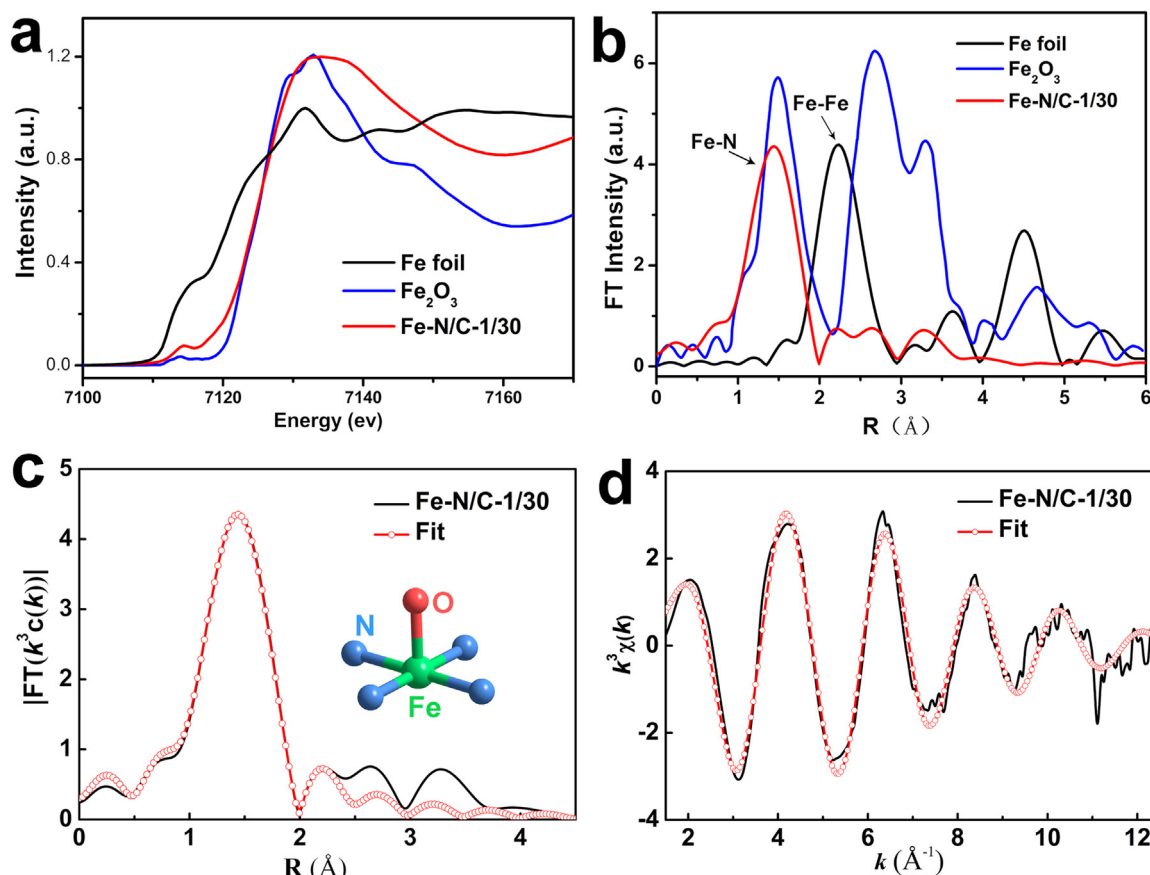 a
Intensity (a.u.)
1.2
0.8
0.4
0.0
Fe foil
Fe₂O₃
Fe-N/C-1/30
7100 7120 7140 7160
Energy (ev)
b
FT Intensity (a.u.)
6
4
2
0
Fe foil
Fe₂O₃
Fe-N/C-1/30
Fe-N
Fe-Fe
0 1 2 3 4 5 6
R (Å)
c
|FT(k³c(k))|
5
4
3
2
1
0
Fe-N/C-1/30
Fit
O
N
Fe
0 1 2 3 4
R (Å)
d
k³χ(k)
4
2
0
-2
-4
Fe-N/C-1/30
Fit
2 4 6 8 10 12
k (Å⁻¹)